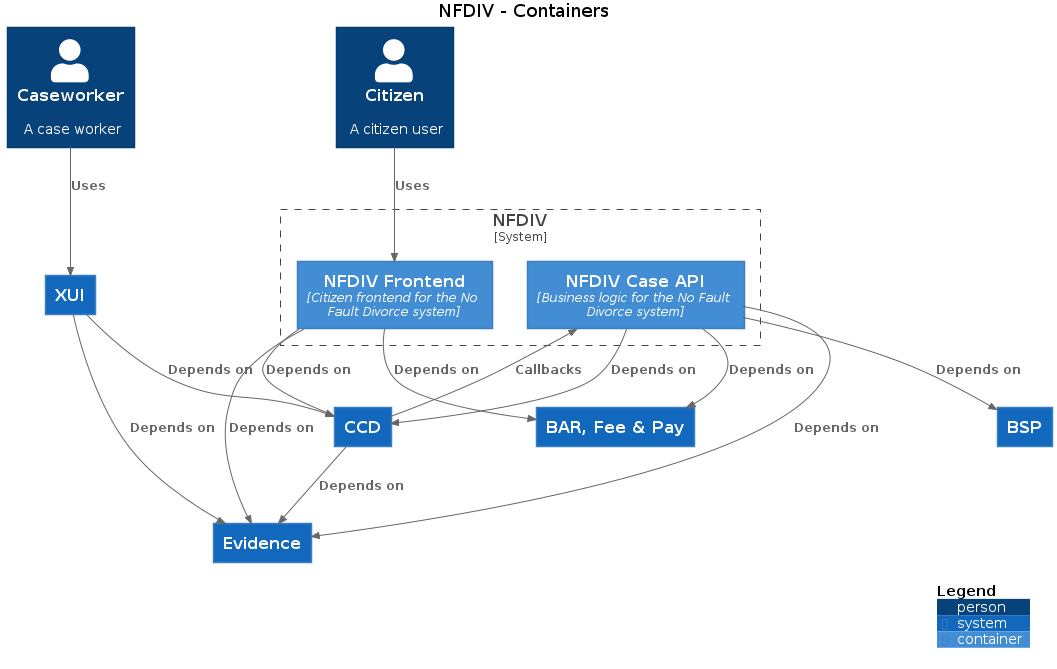 NFDIV - Containers
Caseworker
A case worker
Citizen
A citizen user
Uses
Uses
NFDIV
[System]
NFDIV Frontend
[Citizen frontend for the No
Fault Divorce system]
NFDIV Case API
[Business logic for the No Fault
Divorce system]
XUI
Depends on
Depends on
Depends on
Callbacks
Depends on
Depends on
Depends on
Depends on
Depends on
CCD
BAR, Fee & Pay
Depends on
BSP
Depends on
Evidence
Legend
person
system
container